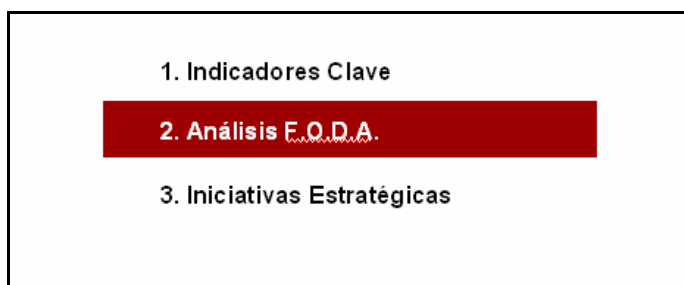 1. Indicadores Clave
2. Análisis F.O.D.A.
3. Iniciativas Estratégicas